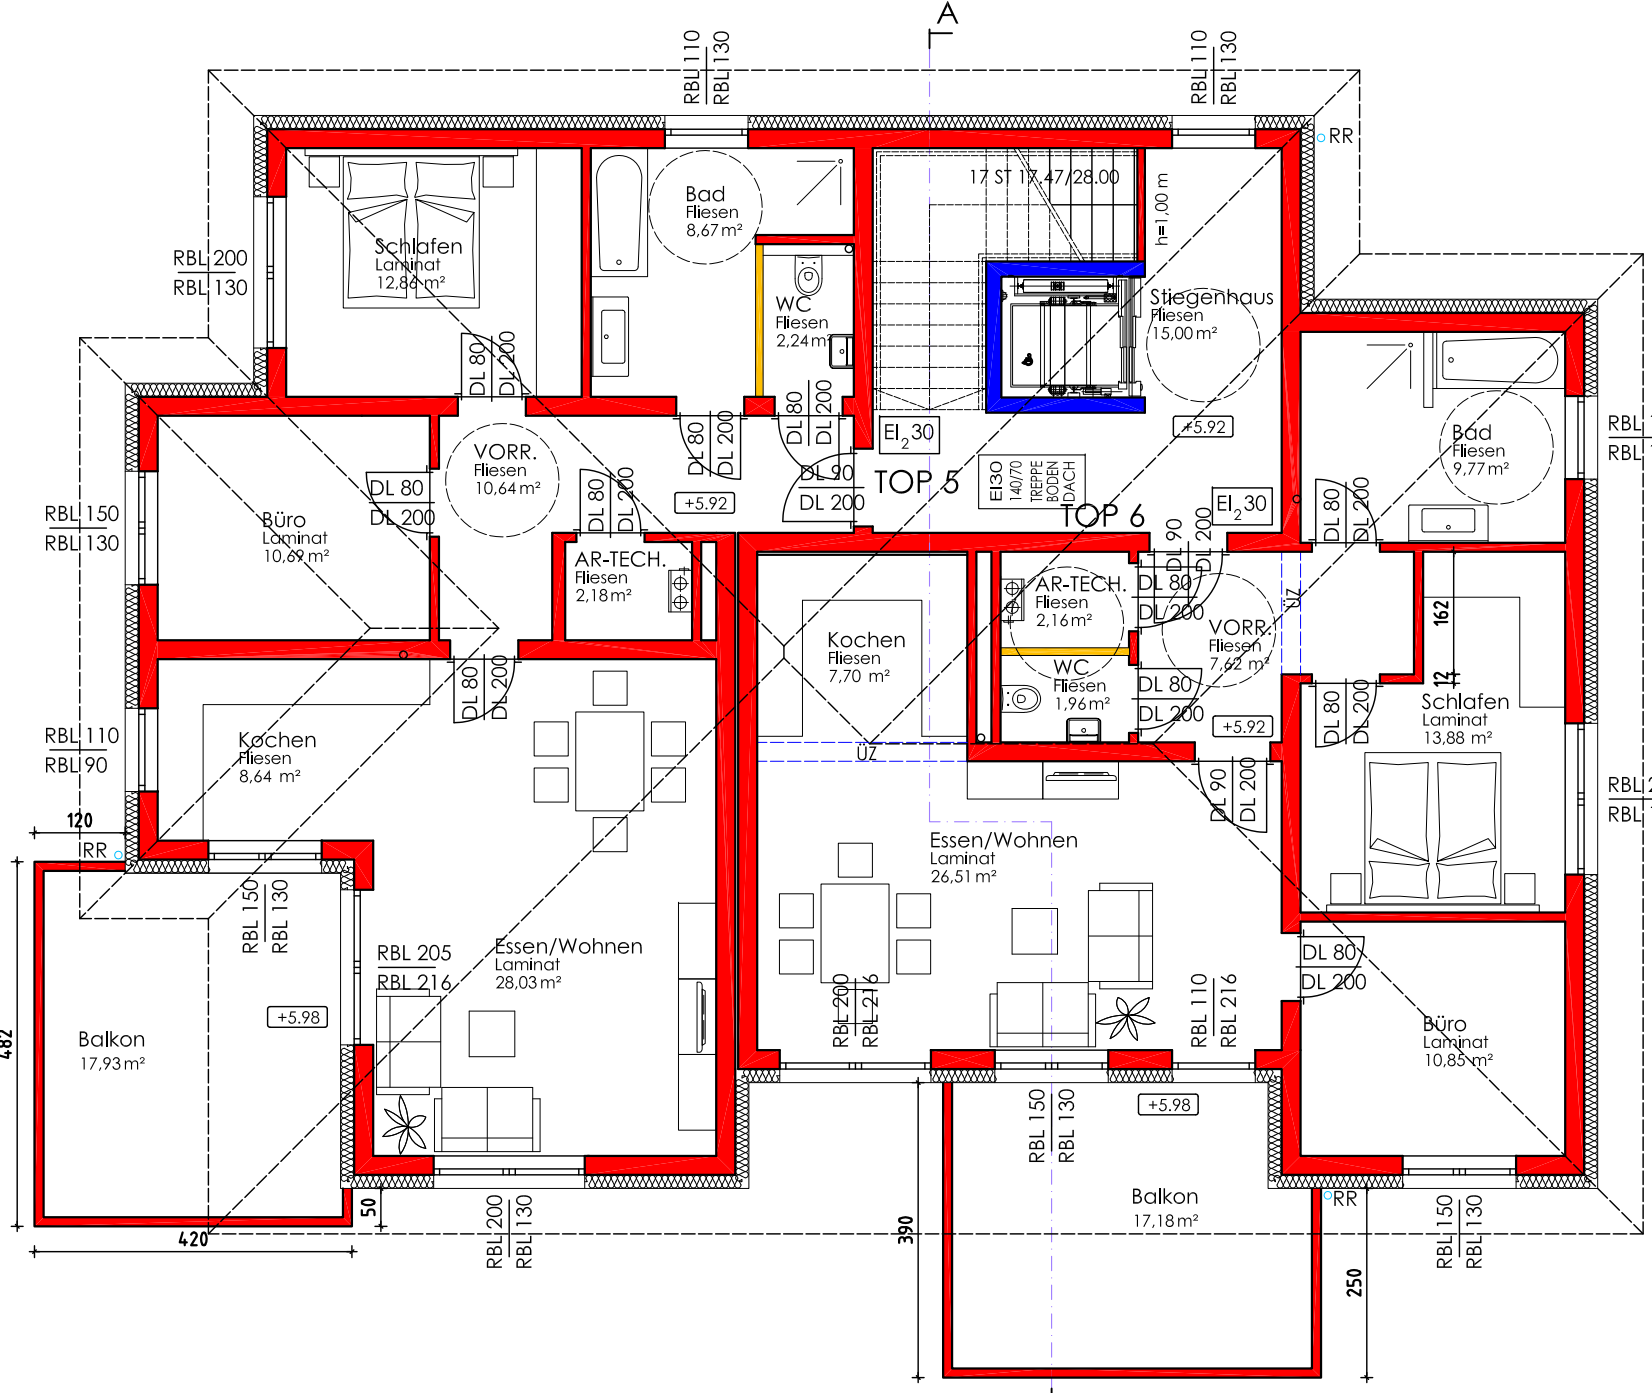 A
RBL 110
RBL 130
RBL 110
RBL 130
RR
17 ST 17.47/28.00
h=1,00 m
Bad
Fliesen
8,67 m²
Schlafen
Laminat
12,86 m²
RBL 200
RBL 130
WC
Fliesen
2,24 m²
Stiegenhaus
Fliesen
15,00 m²
DL 80
DL 200
DL 80
DL 200
DL 80
DL 200
EI₂30
+5.92
Bad
Fliesen
9,77 m²
RBL
RBL
VORR.
Fliesen
10,64 m²
DL 80
DL 200
DL 80
DL 200
+5.92
DL 90
DL 200
TOP 5
EI30
140/70
TREPPE
BODEN
DACH
TOP 6
EI₂30
DL 80
DL 200
RBL 150
RBL 130
Büro
Laminat
10,69 m²
AR-TECH.
Fliesen
2,18 m²
DL 90
DL 200
AR-TECH.
Fliesen
2,16 m²
DL 80
DL 200
ÜZ
162
12
Kochen
Fliesen
7,70 m²
VORR.
Fliesen
7,62 m²
WC
Fliesen
1,96 m²
DL 80
DL 200
DL 80
DL 200
+5.92
DL 80
DL 200
Schlafen
Laminat
13,88 m²
RBL 110
RBL 90
Kochen
Fliesen
8,64 m²
ÜZ
DL 90
DL 200
RBL 2
RBL
120
RR
Essen/Wohnen
Laminat
26,51 m²
RBL 150
RBL 130
RBL 205
RBL 216
Essen/Wohnen
Laminat
28,03 m²
RBL 200
RBL 216
RBL 110
RBL 216
DL 80
DL 200
+5.98
Balkon
17,93 m²
482
Büro
Laminat
10,85 m²
+5.98
RBL 150
RBL 130
50
420
RBL 200
RBL 130
390
Balkon
17,18 m²
RR
250
RBL 150
RBL 130